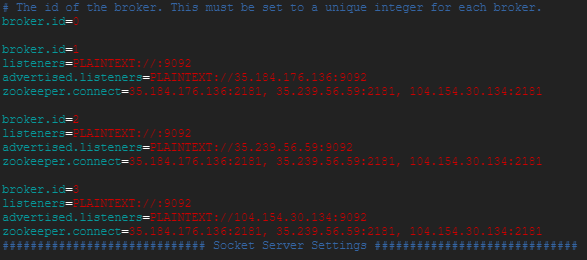 # The id of the broker. This must be set to a unique integer for each broker.
broker.id=0
broker.id=1
listeners=PLAINTEXT://:9092
advertised.listeners=PLAINTEXT://35.184.176.136:9092
zookeeper.connect=35.184.176.136:2181, 35.239.56.59:2181, 104.154.30.134:2181
broker.id=2
listeners=PLAINTEXT://:9092
advertised.listeners=PLAINTEXT://35.239.56.59:9092
zookeeper.connect=35.184.176.136:2181, 35.239.56.59:2181, 104.154.30.134:2181
broker.id=3
listeners=PLAINTEXT://:9092
advertised.listeners=PLAINTEXT://104.154.30.134:9092
zookeeper.connect=35.184.176.136:2181, 35.239.56.59:2181, 104.154.30.134:2181
############################# Socket Server Settings #############################